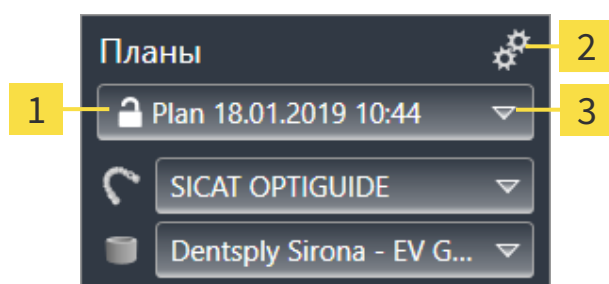 Планы
2
1
Plan 18.01.2019 10:44
3
SICAT OPTIGUIDE
Dentsply Sirona - EV G...